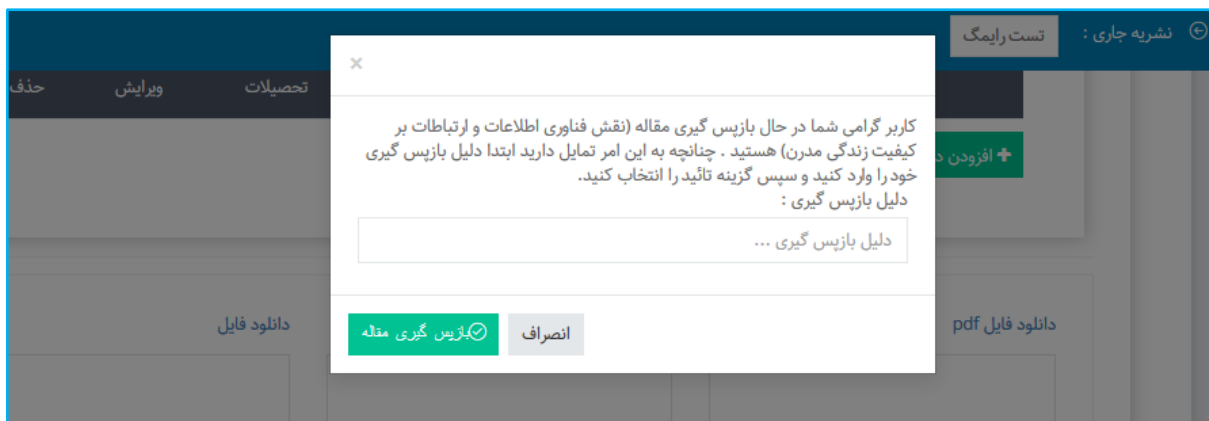 نشریه جاری :
تست رایمگ
تحصیلات
ویرایش
حذف
×
کاربر گرامی شما در حال بازپس گیری مقاله (نقش فناوری اطلاعات و ارتباطات بر
کیفیت زندگی مدرن) هستید . چنانچه به این امر تمایل دارید ابتدا دلیل بازپس گیری
خود را وارد کنید و سپس گزینه تائید را انتخاب کنید.
دلیل بازپس گیری :
دلیل بازپس گیری ...
انصراف
بازپس گیری مقاله
+ افزودن د
دانلود فایل pdf
دانلود فایل